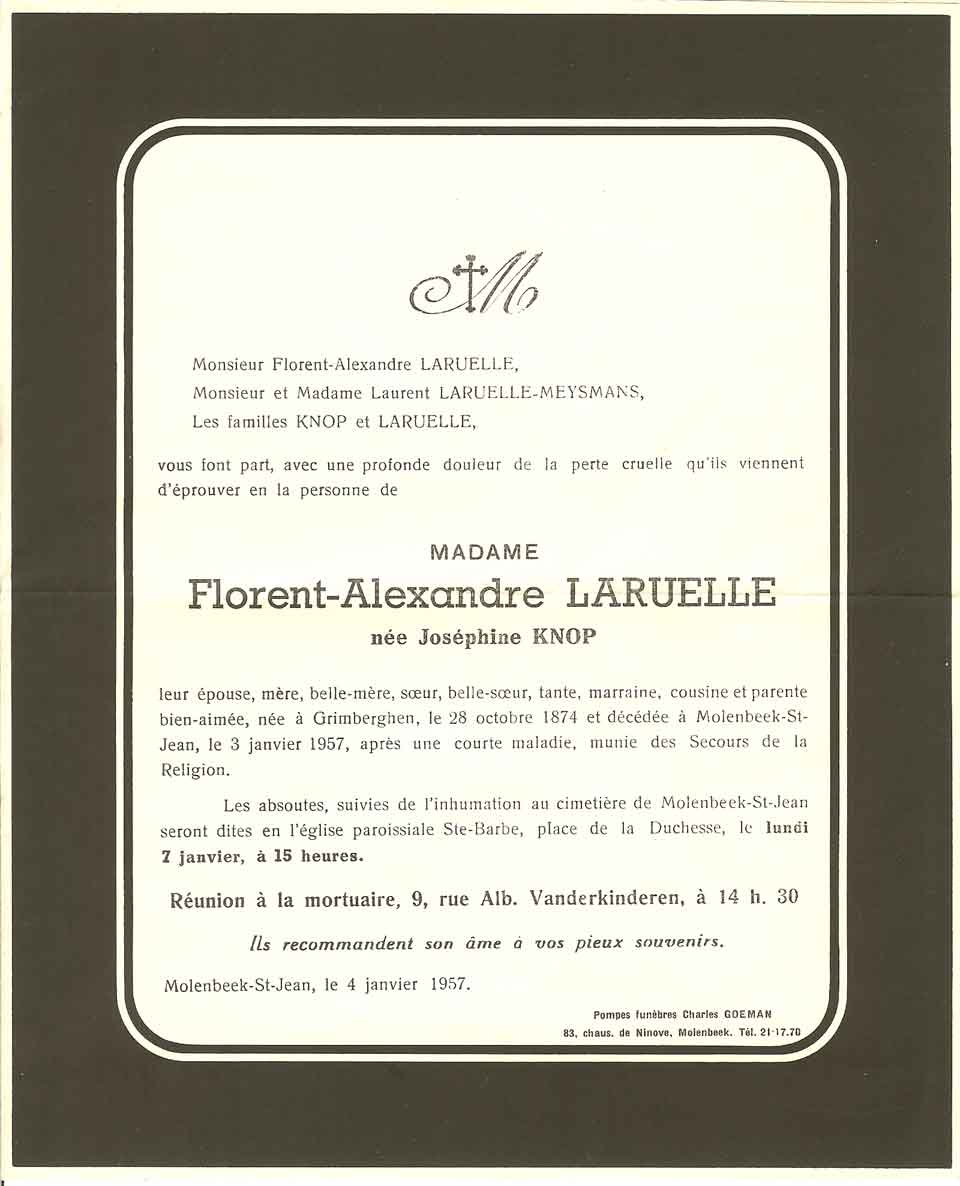 M
Monsieur Florent-Alexandre LARUELLE,
Monsieur et Madame Laurent LARUELLE-MEYSMANS,
Les familles KNOP et LARUELLE,
vous font part, avec une profonde douleur de la perte cruelle qu'ils viennent
d'éprouver en la personne de
MADAME
Florent-Alexandre LARUELLE
née Joséphine KNOP
leur épouse, mère, belle-mère, sœur, belle-sœur, tante, marraine, cousine et parente
bien-aimée, née à Grimberghen, le 28 octobre 1874 et décédée à Molenbeek-St-
Jean, le 3 janvier 1957, après une courte maladie, munie des Secours de la
Religion.
Les absoutes, suivies de l'inhumation au cimetière de Molenbeek-St-Jean
seront dites en l'église paroissiale Ste-Barbe, place de la Duchesse, le lundi
7 janvier, à 15 heures.
Réunion à la mortuaire, 9, rue Alb. Vanderkinderen, à 14 h. 30
Ils recommandent son âme à vos pieux souvenirs.
Molenbeek-St-Jean, le 4 janvier 1957.
Pompes funèbres Charles GOEMAN
83, chaus. de Ninove, Molenbeek. Tél. 21-17.70